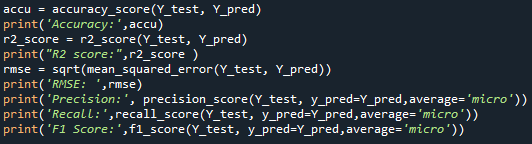 accu = accuracy_score(Y_test, Y_pred)
print('Accuracy:',accu)
r2_score = r2_score(Y_test, Y_pred)
print("R2 score:",r2_score )
rmse = sqrt(mean_squared_error(Y_test, Y_pred))
print('RMSE: ',rmse)
print('Precision:', precision_score(Y_test, y_pred=Y_pred,average='micro'))
print('Recall:',recall_score(Y_test, y_pred=Y_pred,average='micro'))
print('F1 Score:',f1_score(Y_test, y_pred=Y_pred,average='micro'))